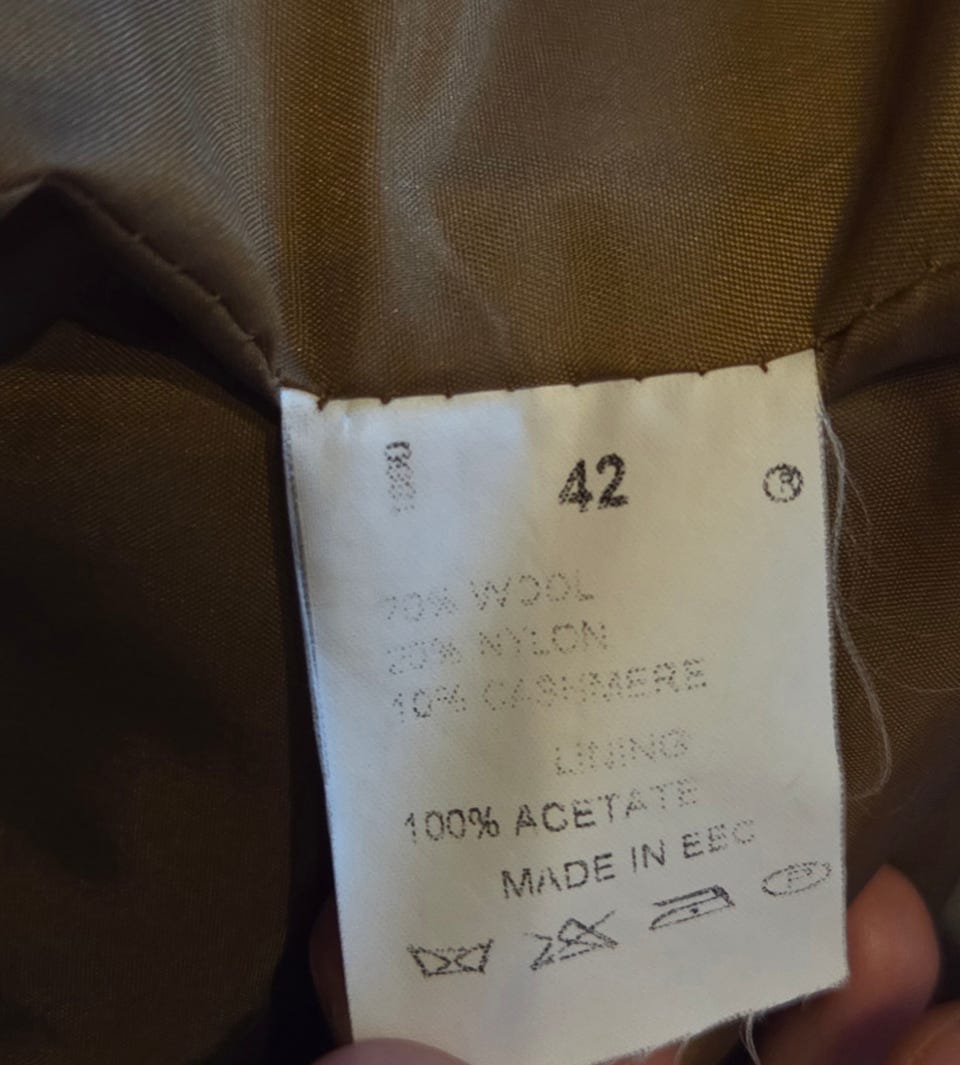 42
70% WOOL
20% NYLON
10% CASHMERE
LINING
100% ACETATE
MADE IN EEC
P